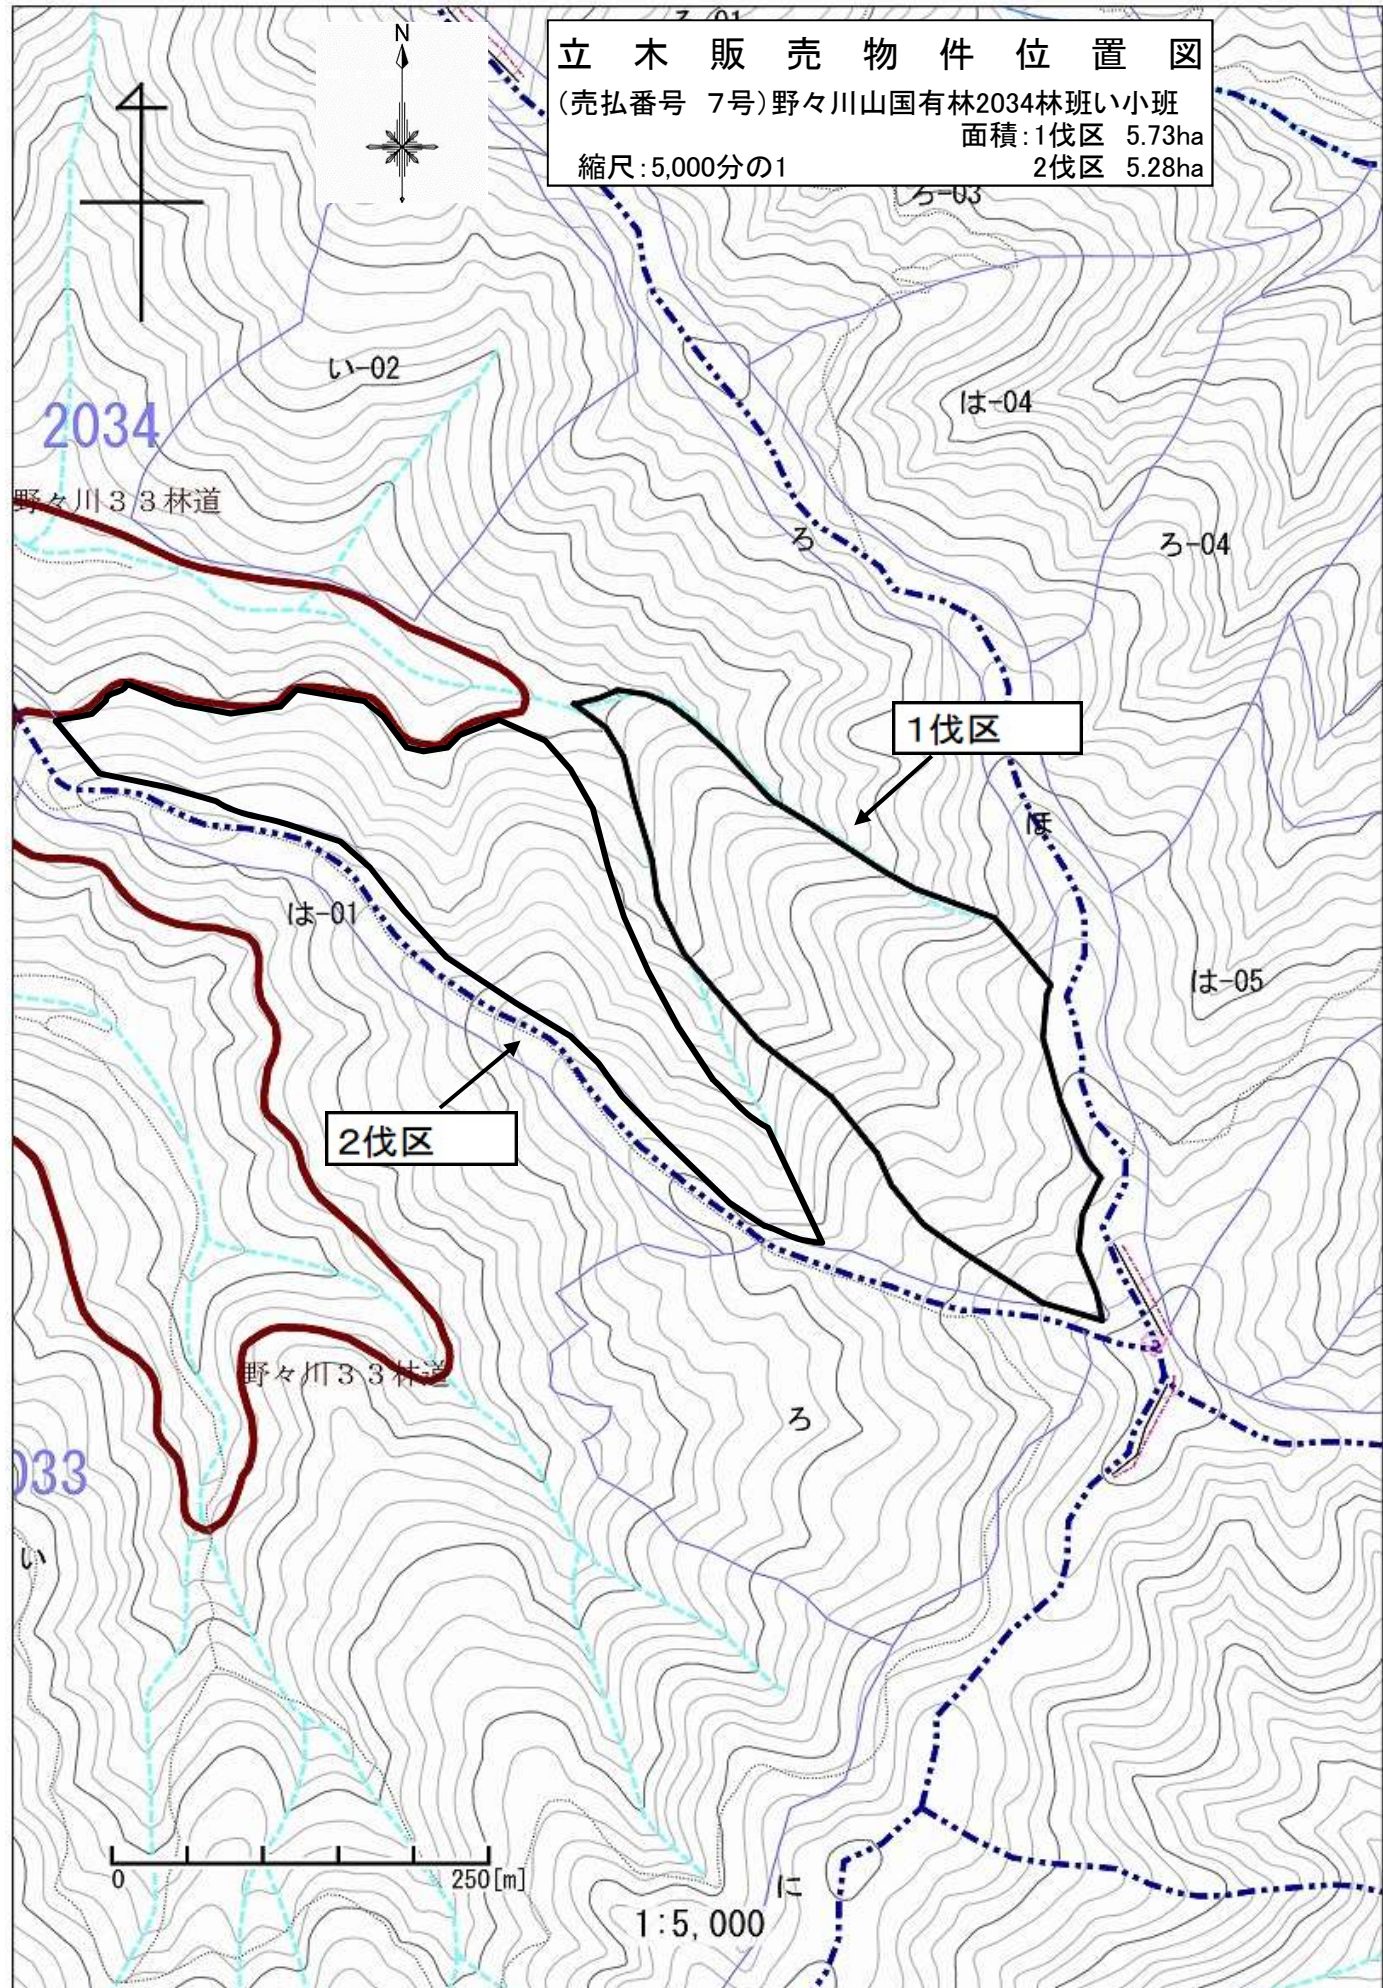 立木販売物件位置図
(売払番号 7号)野々川山国有林2034林班い小班
面積:1伐区 5.73ha
縮尺:5,000分の1 2伐区 5.28ha
N
ろ-03
い-02
は-04
2034
野々川33林道
ろ
ろ-04
1伐区
ほ
は-01
は-05
2伐区
野々川33林道
ろ
033
い
0 250[m]
に
1:5,000